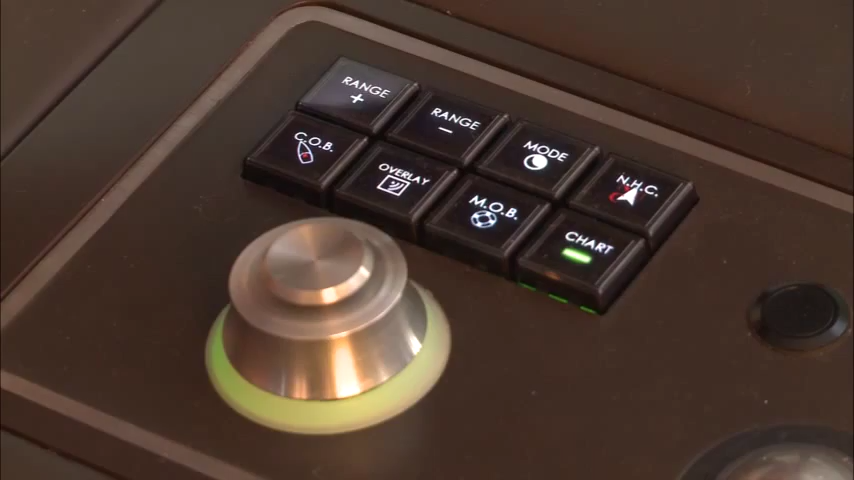 RANGE
+
RANGE
−
MODE
N.H.C.
C.O.B.
OVERLAY
M.O.B.
CHART